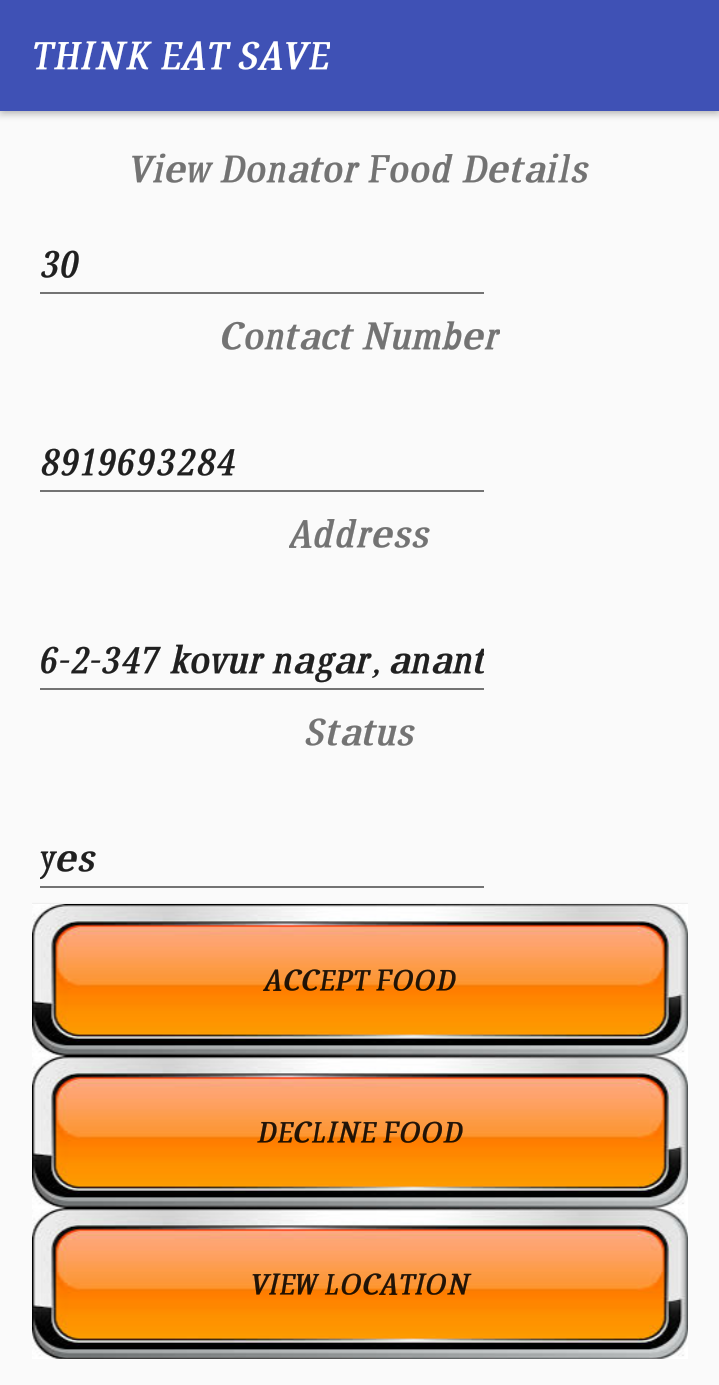 THINK EAT SAVE
View Donator Food Details
30
Contact Number
8919693284
Address
6-2-347 kovur nagar, anant
Status
yes
ACCEPT FOOD
DECLINE FOOD
VIEW LOCATION